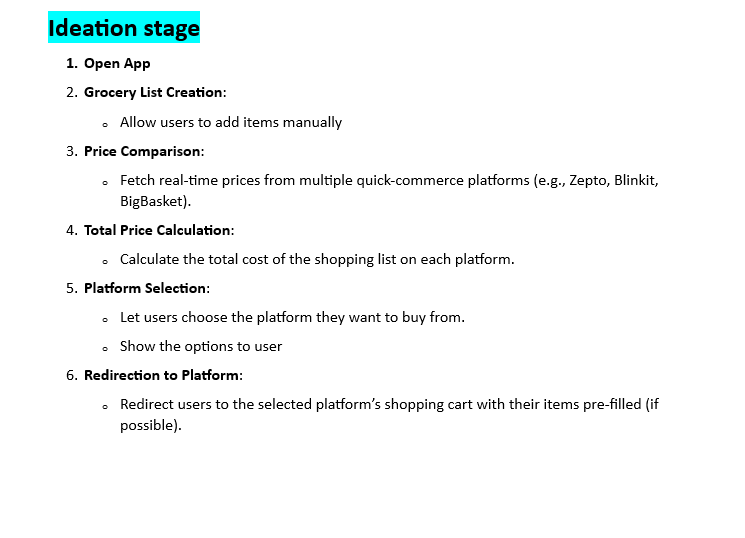 Ideation stage
1. Open App
2. Grocery List Creation:
o Allow users to add items manually
3. Price Comparison:
o Fetch real-time prices from multiple quick-commerce platforms (e.g., Zepto, Blinkit,
BigBasket).
4. Total Price Calculation:
o Calculate the total cost of the shopping list on each platform.
5. Platform Selection:
o Let users choose the platform they want to buy from.
o Show the options to user
6. Redirection to Platform:
o Redirect users to the selected platform’s shopping cart with their items pre-filled (if
possible).